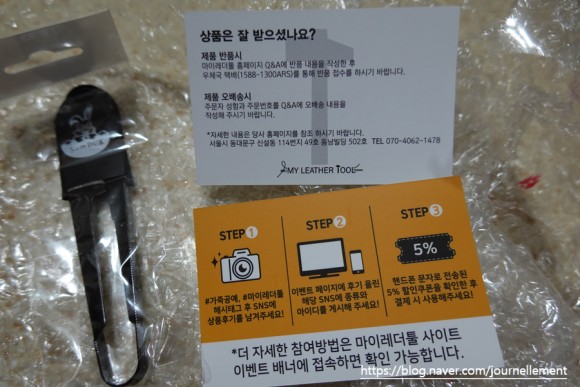 상품은 잘 받으셨나요?
제품 반품시
마이레더툴 홈페이지 Q&A에 반품 내용을 작성한 후
우체국 택배(1588-1300ARS)를 통해 반품 접수를 하시기 바랍니다.
제품 오배송시
주문자 성함과 주문번호를 Q&A에 오배송 내용을
작성해 주시기 바랍니다.
*자세한 내용은 당사 홈페이지를 참조 하시기 바랍니다.
서울시 동대문구 신설동 114번지 49호 동남빌딩 502호 TEL 070-4062-1478
MY LEATHER TOOL
STEP 1
#가죽공예, #마이레더툴
해시태그 후 SNS에
상품후기를 남겨주세요!
STEP 2
이벤트 페이지에 후기 올린
해당 SNS에 종류와
아이디를 게시해 주세요!
STEP 3
5%
핸드폰 문자로 전송된
5% 할인쿠폰을 확인한 후
결제 시 사용해주세요!
*더 자세한 참여방법은 마이레더툴 사이트
이벤트 배너에 접속하면 확인 가능합니다.
https://blog.naver.com/journellement